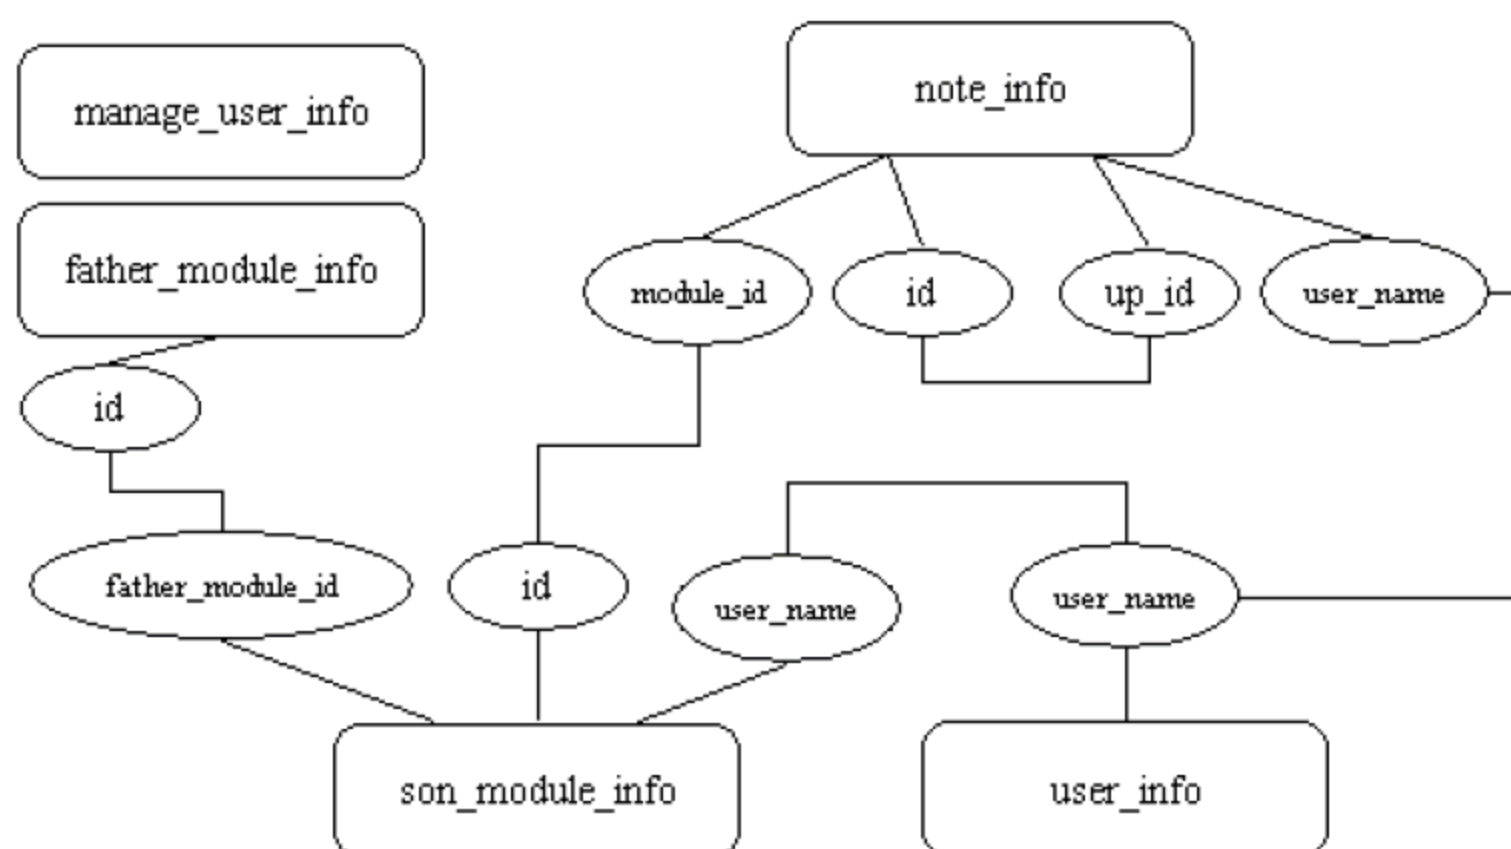 manage_user_info
note_info
father_module_info
module_id
id
up_id
user_name
id
father_module_id
id
user_name
user_name
son_module_info
user_info